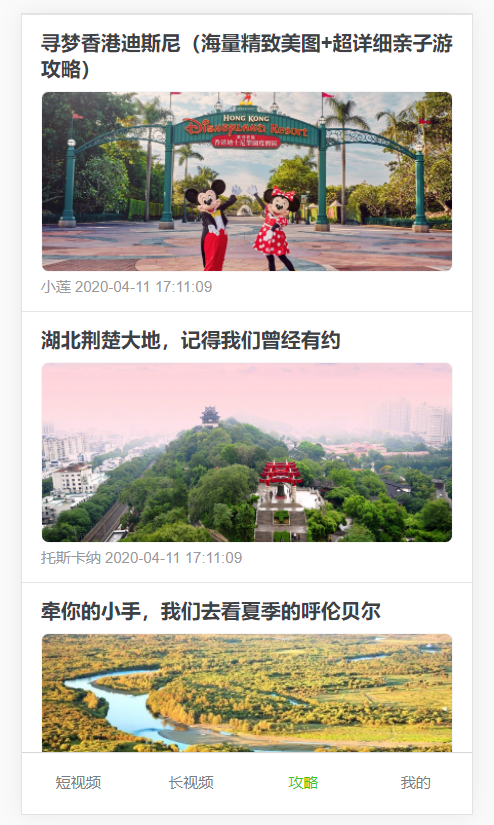 寻梦香港迪斯尼（海量精致美图+超详细亲子游
攻略）
HONG KONG
Disneyland Resort
香港迪士尼樂園度假區
小莲 2020-04-11 17:11:09
湖北荆楚大地，记得我们曾经有约
托斯卡纳 2020-04-11 17:11:09
牵你的小手，我们去看夏季的呼伦贝尔
短视频 长视频 攻略 我的